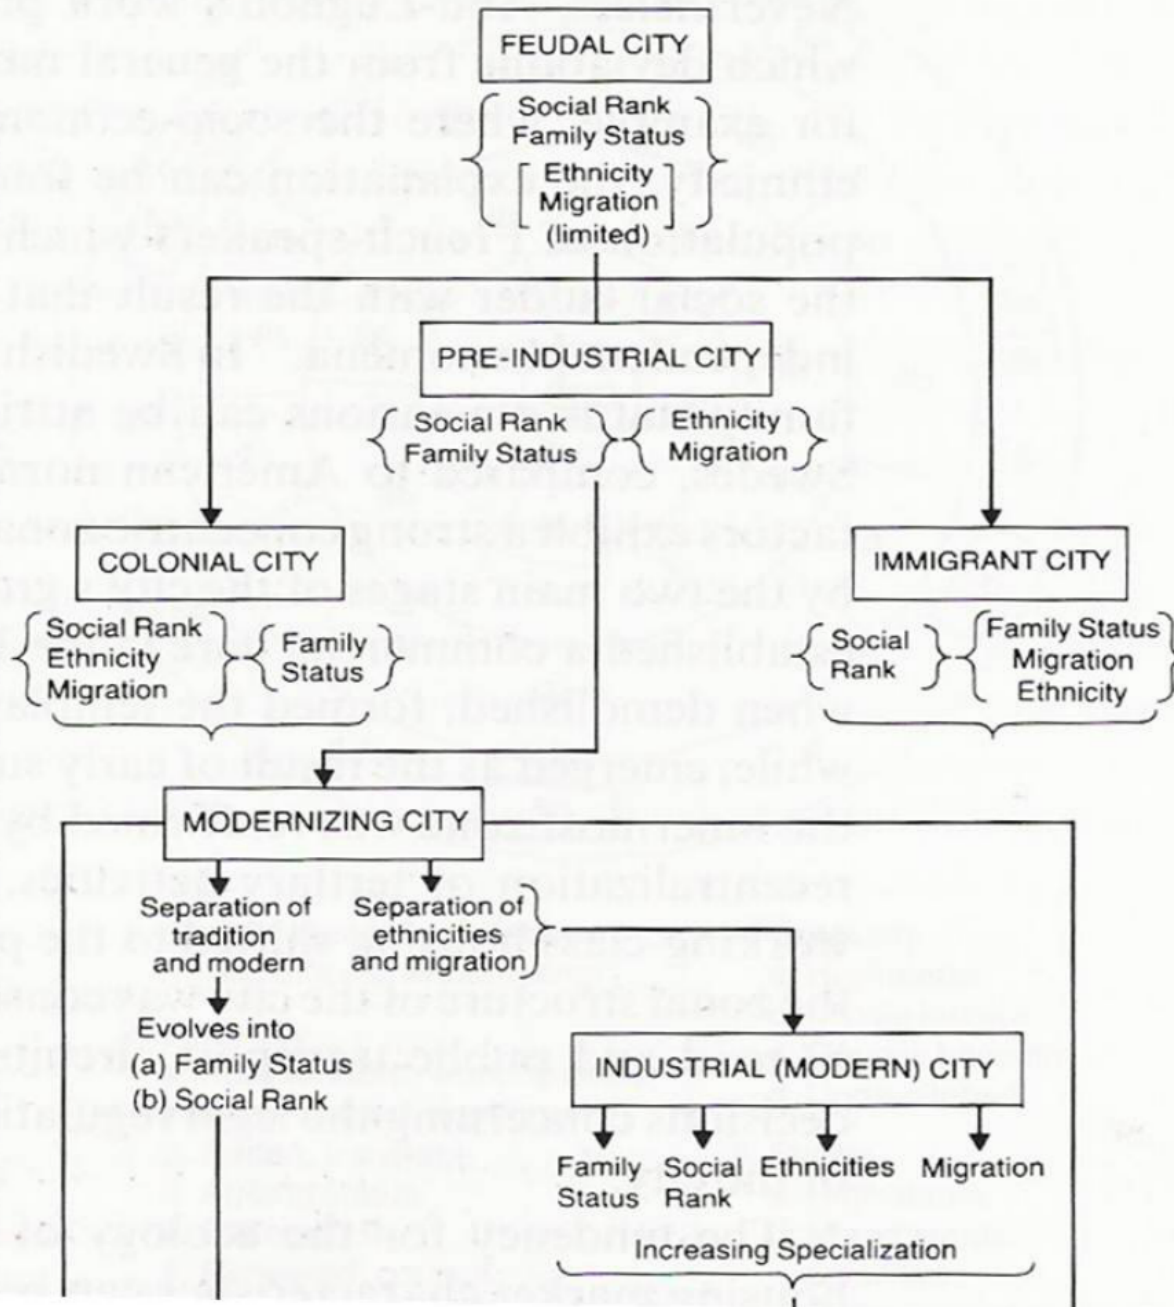 FEUDAL CITY
Social Rank
Family Status
Ethnicity
Migration
(limited)
PRE-INDUSTRIAL CITY
Social Rank
Family Status
Ethnicity
Migration
COLONIAL CITY
Social Rank
Ethnicity
Migration
Family
Status
IMMIGRANT CITY
Social
Rank
Family Status
Migration
Ethnicity
MODERNIZING CITY
Separation of
tradition
and modern
Separation of
ethnicities
and migration
Evolves into
(a) Family Status
(b) Social Rank
INDUSTRIAL (MODERN) CITY
Family
Status
Social
Rank
Ethnicities
Migration
Increasing Specialization